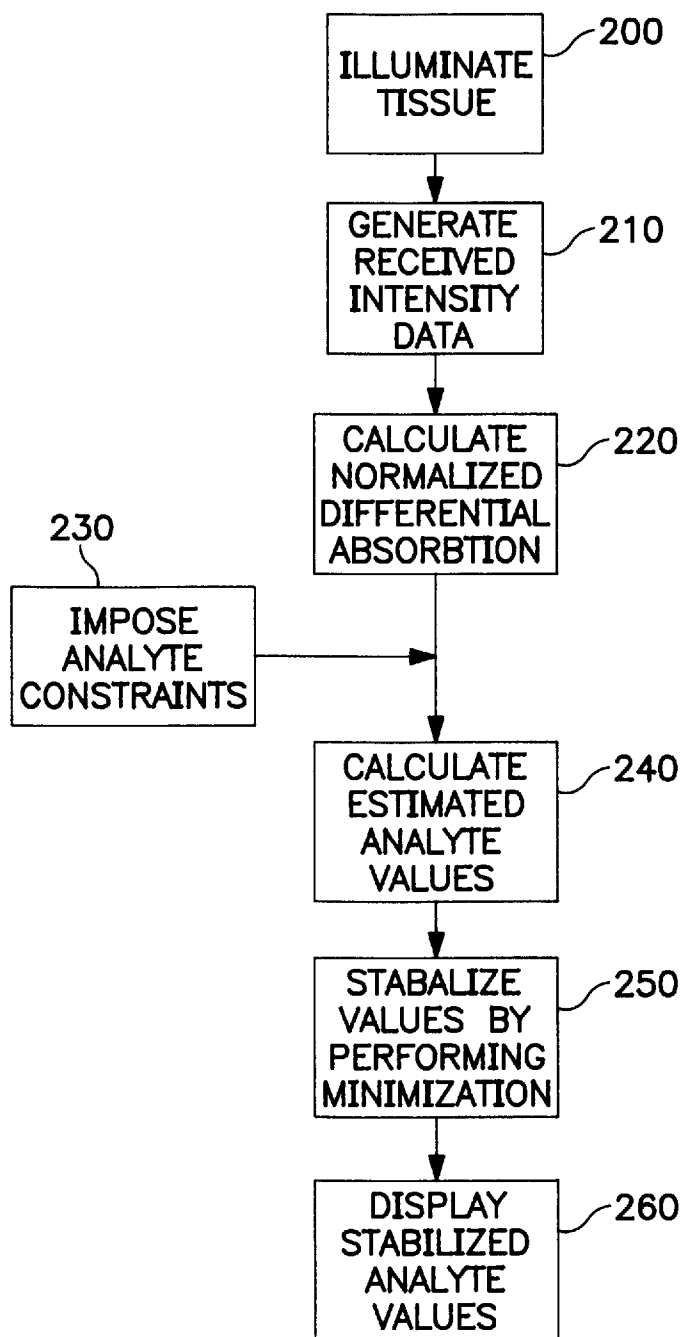 200
ILLUMINATE
TISSUE
210
GENERATE
RECEIVED
INTENSITY
DATA
220
CALCULATE
NORMALIZED
DIFFERENTIAL
ABSORBTION
230
IMPOSE
ANALYTE
CONSTRAINTS
240
CALCULATE
ESTIMATED
ANALYTE
VALUES
250
STABALIZE
VALUES BY
PERFORMING
MINIMIZATION
260
DISPLAY
STABILIZED
ANALYTE
VALUES